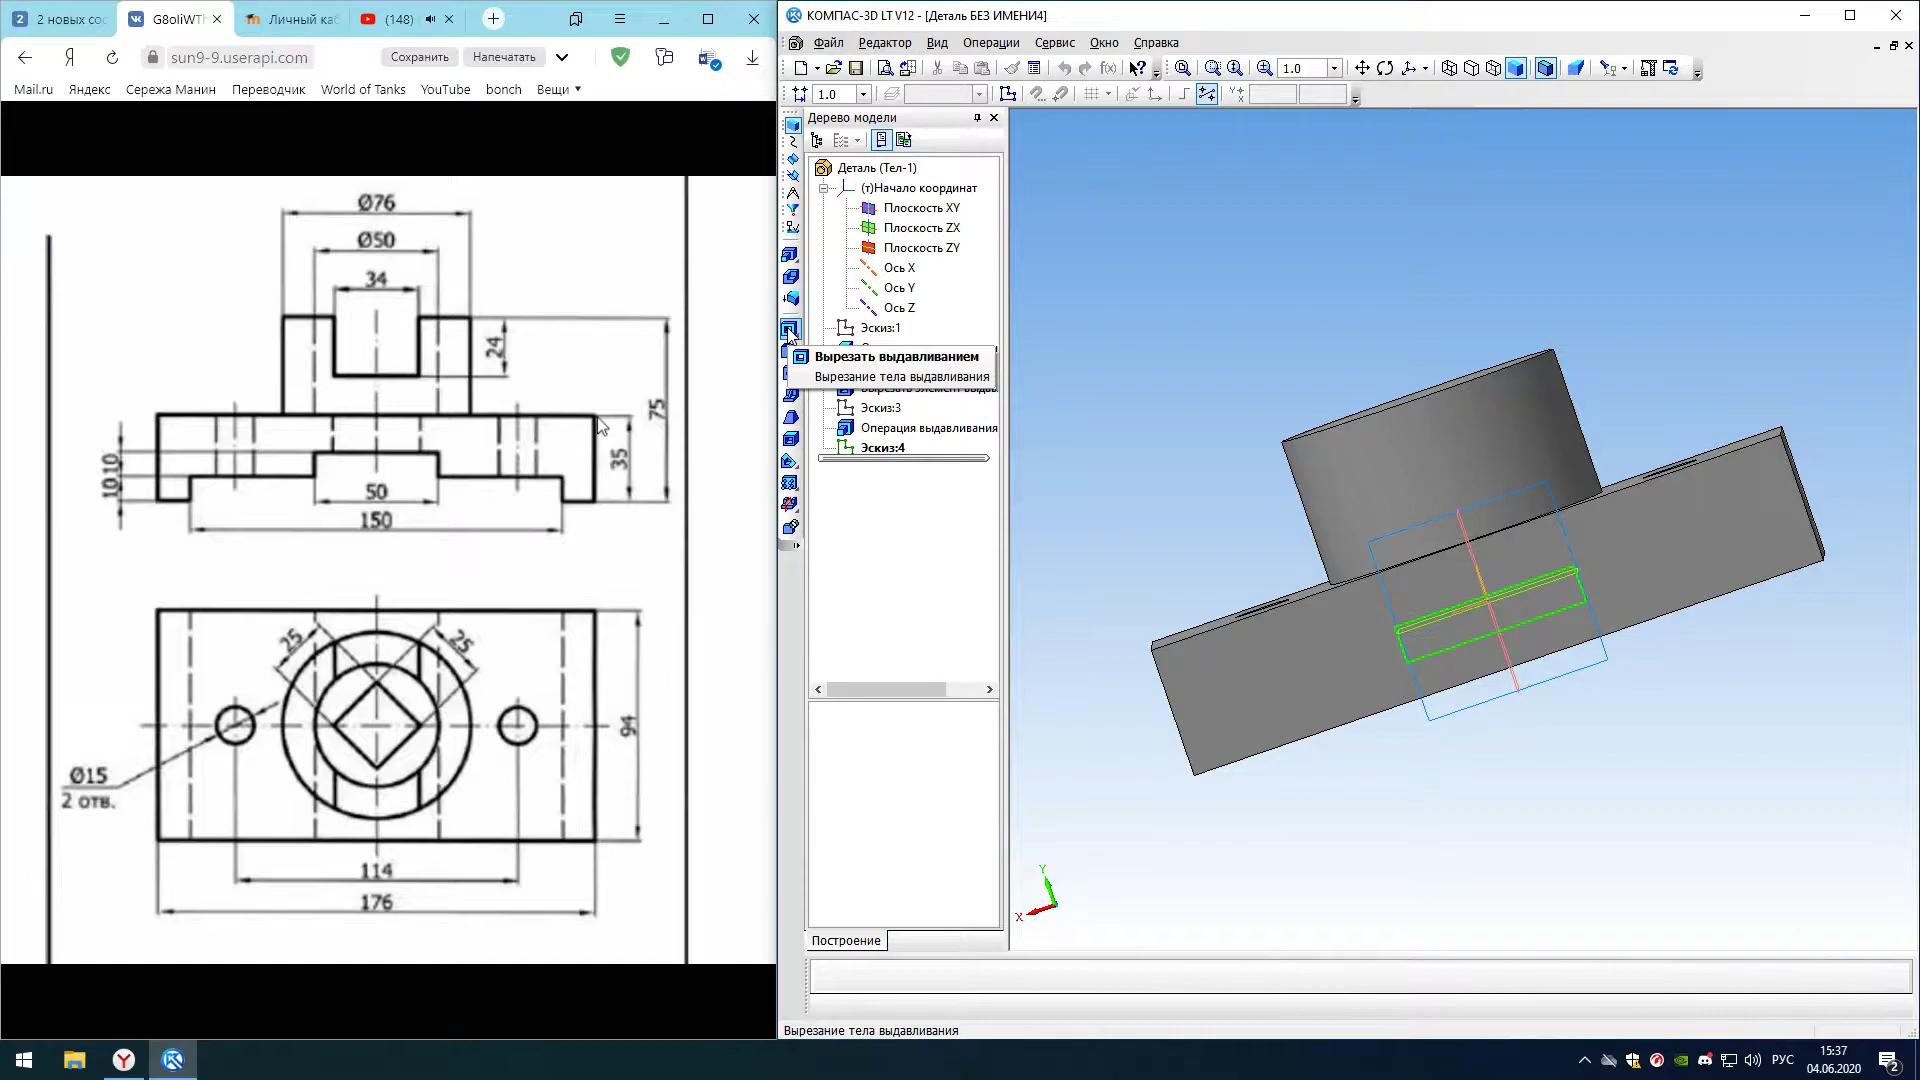 2 новых соо
G8oIiWTh
Личный каб
(148)
sun9-9.userapi.com
Сохранить
Напечатать
Mail.ru
Яндекс
Сережа Манин
Переводчик
World of Tanks
YouTube
bonch
Вещи
Ø76
Ø50
34
24
75
35
10
10
50
150
25
25
94
Ø15
2 отв.
114
176
КОМПАС-3D LT V12 - [Деталь БЕЗ ИМЕНИ4]
Файл
Редактор
Вид
Операции
Сервис
Окно
Справка
1.0
1.0
Дерево модели
Деталь (Тел-1)
(т)Начало координат
Плоскость XY
Плоскость ZX
Плоскость ZY
Ось X
Ось Y
Ось Z
Эскиз:1
Вырезать выдавливанием
Вырезание тела выдавливания
Эскиз:3
Операция выдавливания
Эскиз:4
Построение
Y
X
Вырезание тела выдавливания
РУС
15:37
04.06.2020
2